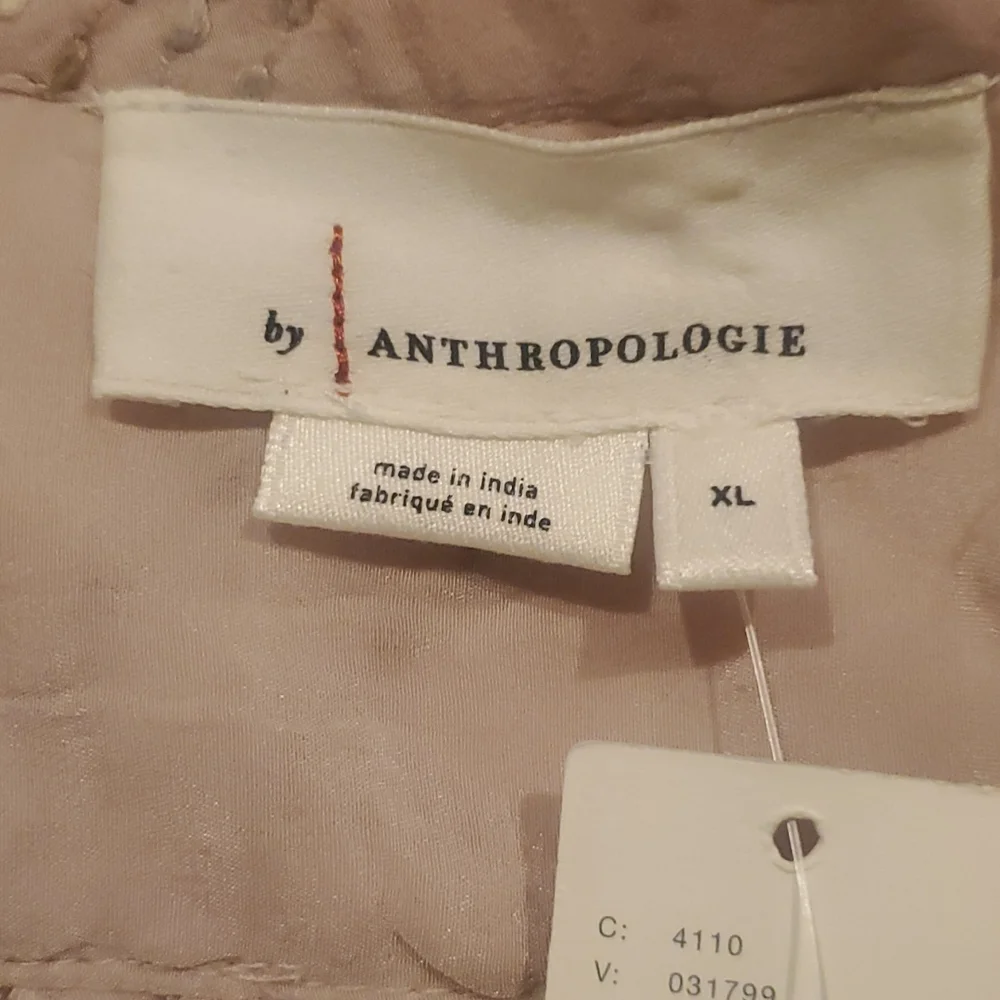 by ANTHROPOLOGIE
made in india
fabriqué en inde
XL
C: 4110
V: 031799